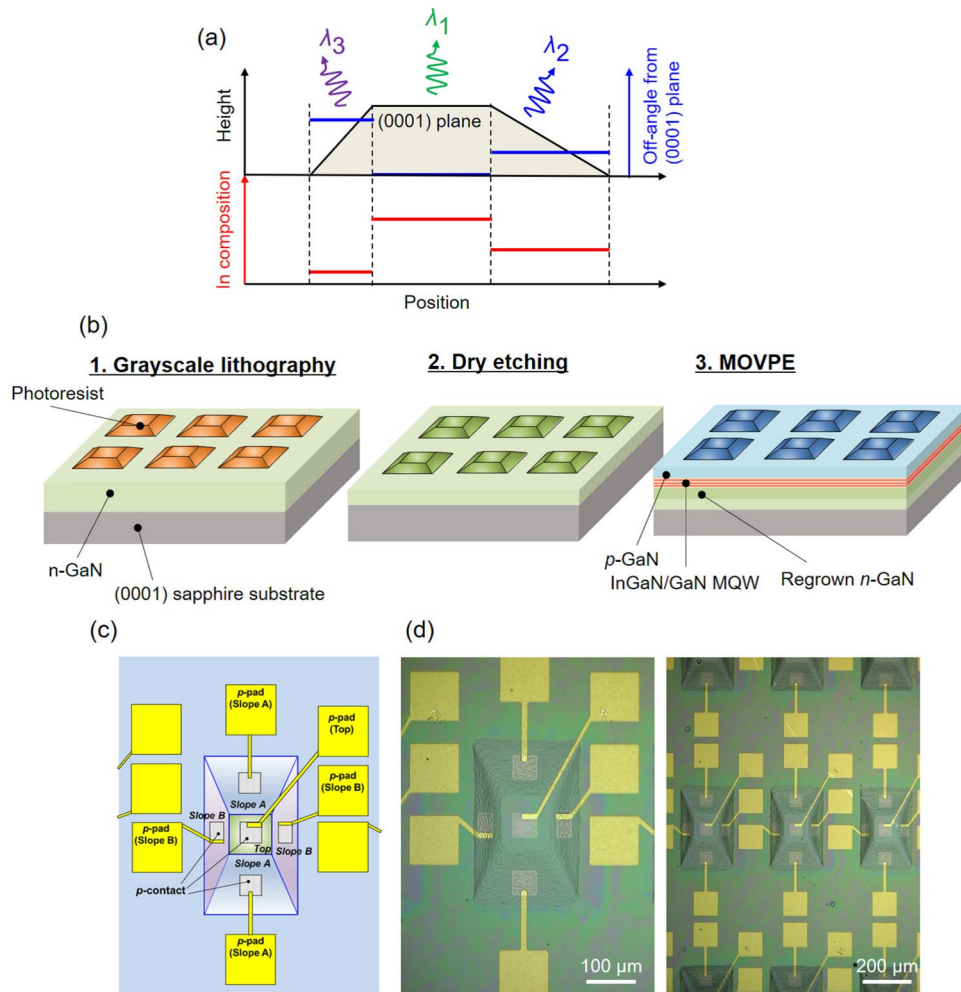 (a)
λ3
λ1
λ2
Height
(0001) plane
Off-angle from
(0001) plane
In composition
Position
(b)
1. Grayscale lithography
2. Dry etching
3. MOVPE
Photoresist
n-GaN
(0001) sapphire substrate
p-GaN
InGaN/GaN MQW
Regrown n-GaN
(c)
(d)
p-pad
(Slope A)
p-pad
(Top)
p-pad
(Slope B)
Slope A
Slope B
p-pad
(Slope B)
Top
Slope B
Slope A
p-contact
p-pad
(Slope A)
100 µm
200 µm